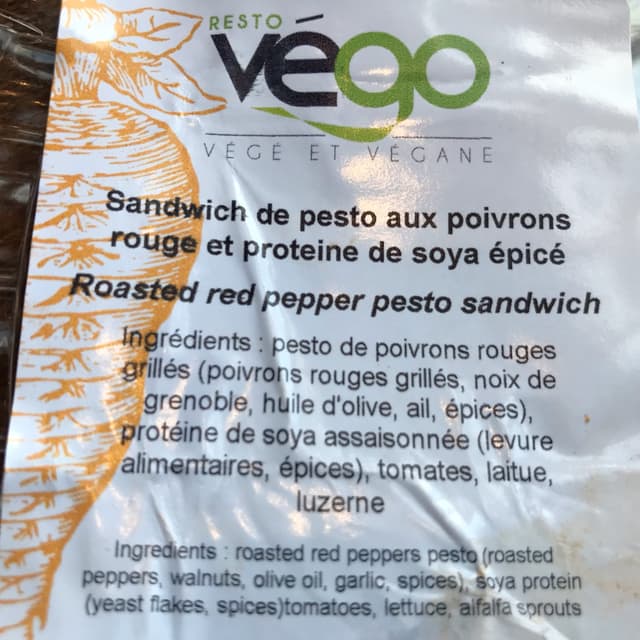 RESTO
végo
VÉGÉ ET VÉGANE
Sandwich de pesto aux poivrons
rouge et proteine de soya épicé
Roasted red pepper pesto sandwich
Ingrédients : pesto de poivrons rouges
grillés (poivrons rouges grillés, noix de
grenoble, huile d'olive, ail, épices),
protéine de soya assaisonnée (levure
alimentaires, épices), tomates, laitue,
luzerne
Ingredients : roasted red peppers pesto (roasted
peppers, walnuts, olive oil, garlic, spices), soya protein
(yeast flakes, spices)tomatoes, lettuce, alfalfa sprouts